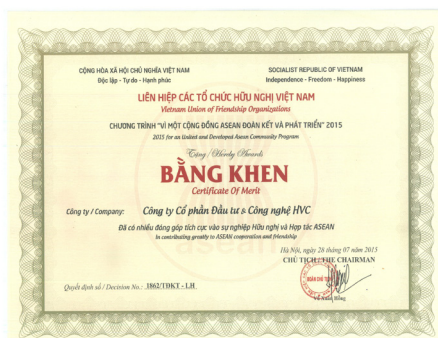 CỘNG HÒA XÃ HỘI CHỦ NGHĨA VIỆT NAM
Độc lập - Tự do - Hạnh phúc
SOCIALIST REPUBLIC OF VIETNAM
Independence - Freedom - Happiness
LIÊN HIỆP CÁC TỔ CHỨC HỮU NGHỊ VIỆT NAM
Vietnam Union of Friendship Organizations
CHƯƠNG TRÌNH "VÌ MỘT CỘNG ĐỒNG ASEAN ĐOÀN KẾT VÀ PHÁT TRIỂN" 2015
2015 for an United and Developed Asean Community Program
Tặng / Hereby Awards
BẰNG KHEN
Certificate Of Merit
Công ty / Company: Công ty Cổ phần Đầu tư & Công nghệ HVC
Đã có nhiều đóng góp tích cực vào sự nghiệp Hữu nghị và Hợp tác ASEAN
In contributing greatly to ASEAN cooperation and friendship
Hà Nội, ngày 28 tháng 07 năm 2015
CHỦ TỊCH / THE CHAIRMAN
ĐOÀN CHỦ TỊCH
Vũ Xuân Hồng
Quyết định số / Decision No.: 1862/TĐKT - LH